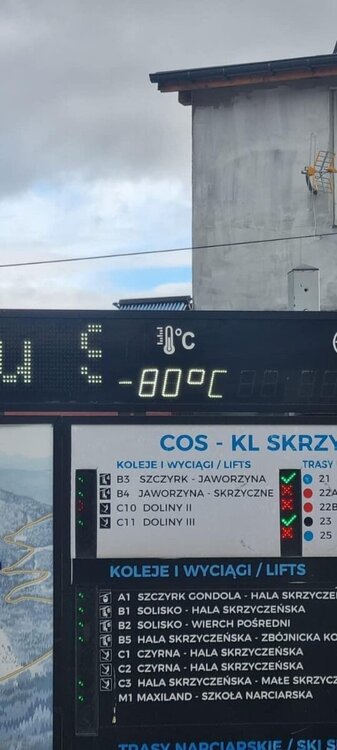 °C
-80°C
COS - KL SKRZY
KOLEJE I WYCIĄGI / LIFTS
TRASY
B3 SZCZYRK - JAWORZYNA
21
B4 JAWORZYNA - SKRZYCZNE
22A
C10 DOLINY II
22B
C11 DOLINY III
23
25
KOLEJE I WYCIĄGI / LIFTS
A1 SZCZYRK GONDOLA - HALA SKRZYCZEŃ
B1 SOLISKO - HALA SKRZYCZEŃSKA
B2 SOLISKO - WIERCH POŚREDNI
B5 HALA SKRZYCZEŃSKA - ZBÓJNICKA KO
C1 CZYRNA - HALA SKRZYCZEŃSKA
C2 CZYRNA - HALA SKRZYCZEŃSKA
C3 HALA SKRZYCZEŃSKA - MAŁE SKRZYCZ
M1 MAXILAND - SZKOŁA NARCIARSKA
TRASY NARCIARSKIE / SKI S